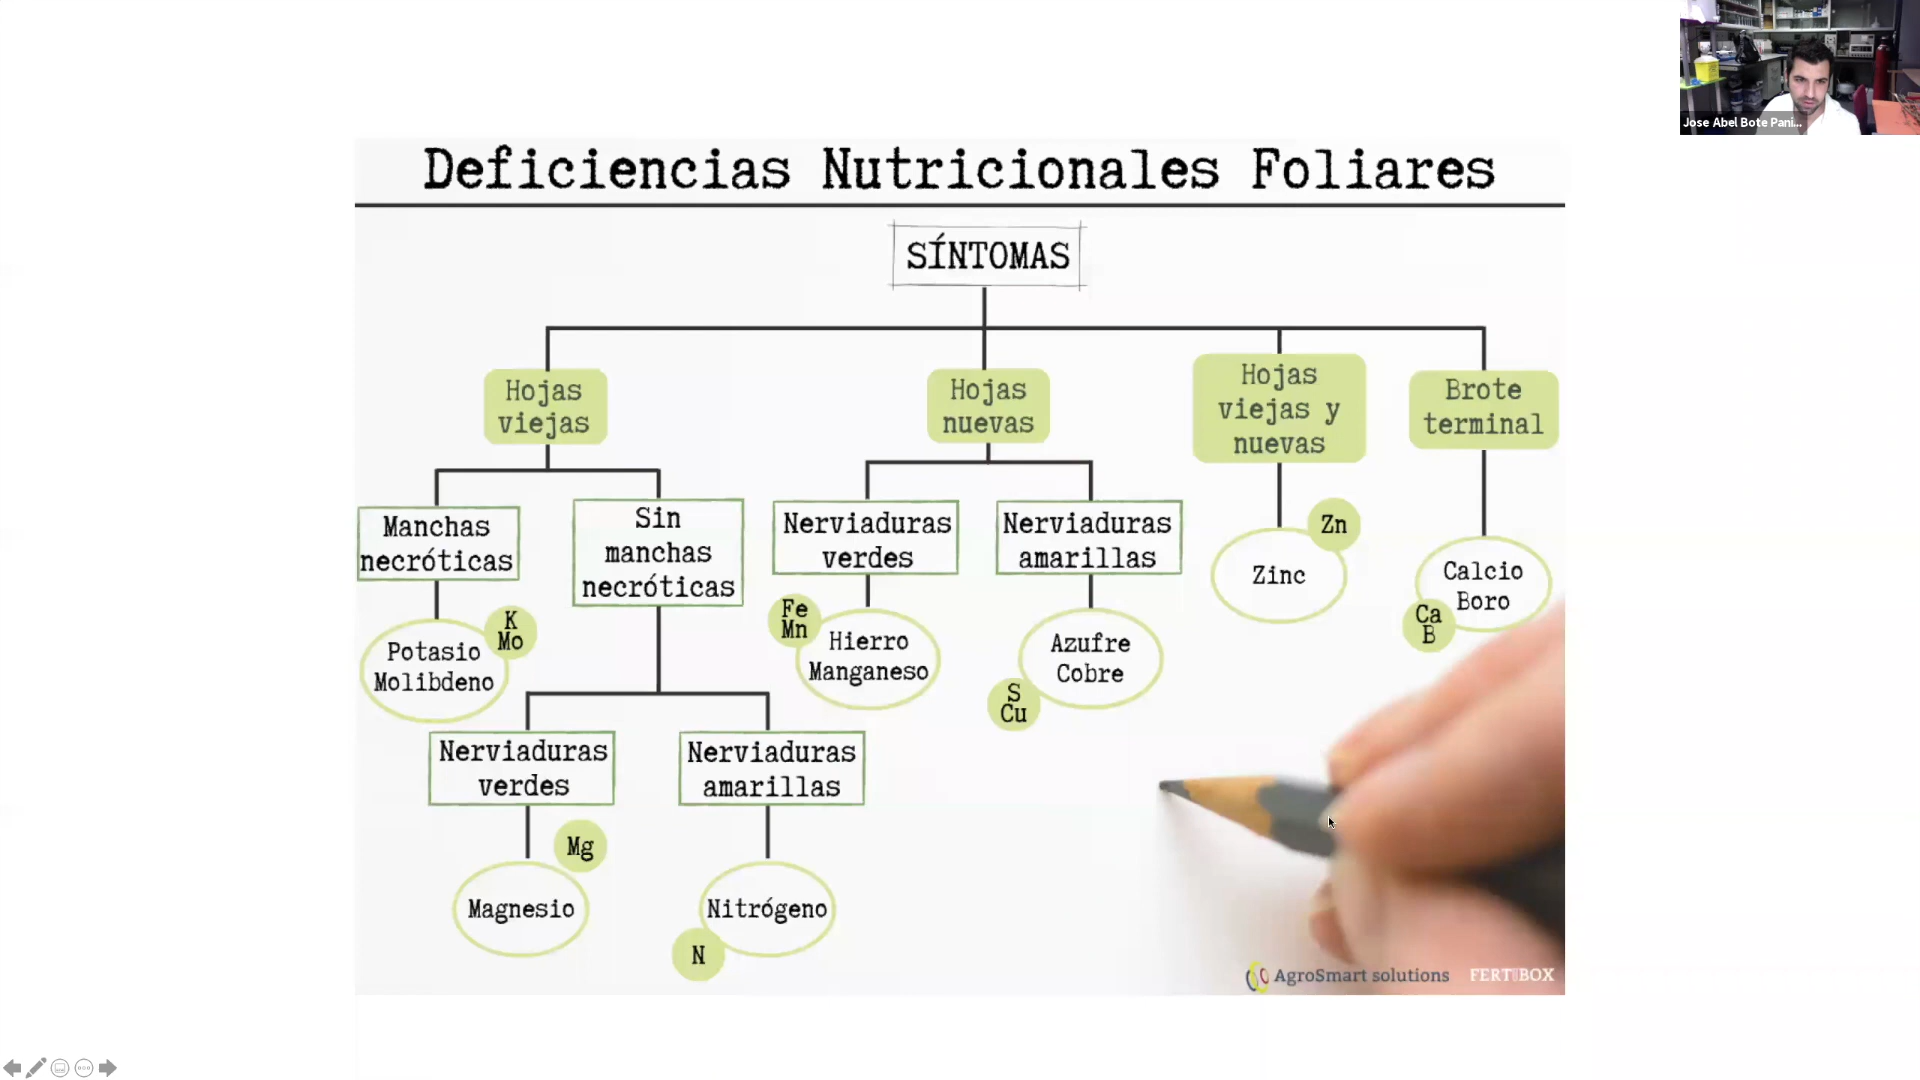 Jose Abel Bote Pani...
Deficiencias Nutricionales Foliares
SÍNTOMAS
Hojas
viejas
Hojas
nuevas
Hojas
viejas y
nuevas
Brote
terminal
Manchas
necróticas
Sin
manchas
necróticas
Nerviaduras
verdes
Nerviaduras
amarillas
Zn
Zinc
Calcio
Boro
Ca
B
K
Mo
Potasio
Molibdeno
Fe
Mn
Hierro
Manganeso
Azufre
Cobre
S
Cu
Nerviaduras
verdes
Nerviaduras
amarillas
Mg
Magnesio
Nitrógeno
N
AgroSmart solutions
FERTIBOX